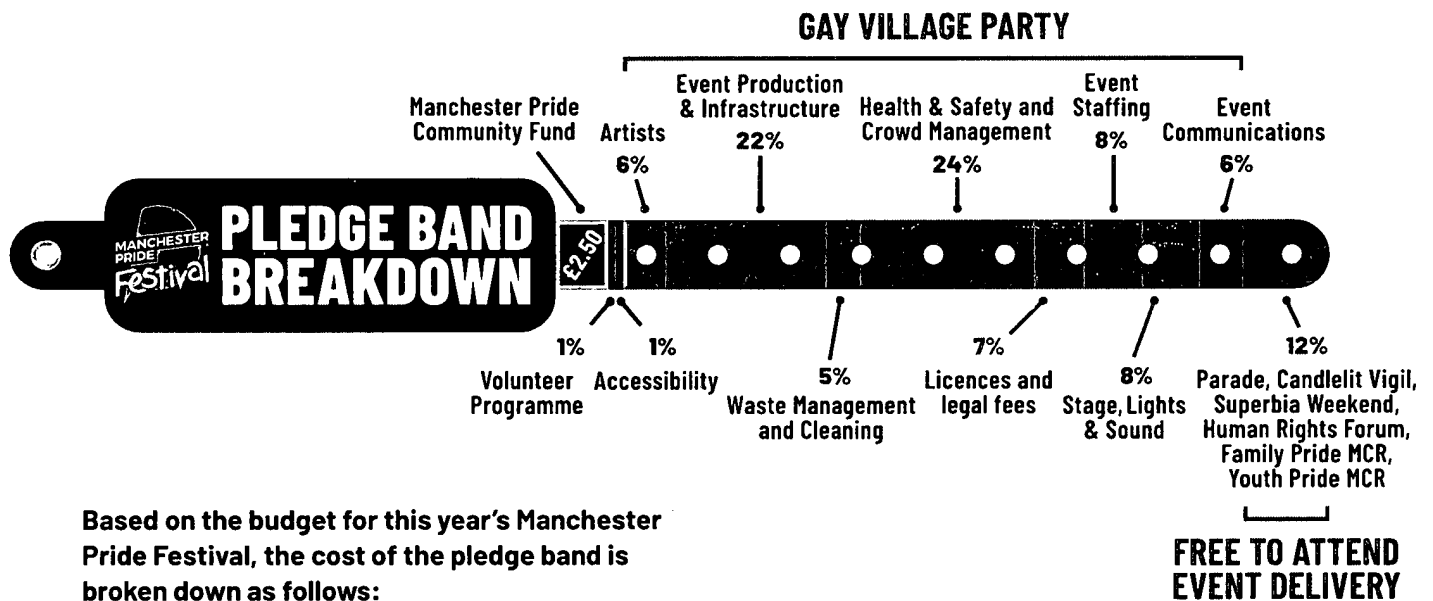 GAY VILLAGE PARTY
Manchester Pride
Community Fund
Artists
6%
Event Production
& Infrastructure
22%
Health & Safety and
Crowd Management
24%
Event
Staffing
8%
Event
Communications
6%
MANCHESTER
PRIDE
Festival
PLEDGE BAND
BREAKDOWN
£2.50
1%
Volunteer
Programme
1%
Accessibility
5%
Waste Management
and Cleaning
7%
Licences and
legal fees
8%
Stage, Lights
& Sound
12%
Parade, Candlelit Vigil,
Superbia Weekend,
Human Rights Forum,
Family Pride MCR,
Youth Pride MCR
FREE TO ATTEND
EVENT DELIVERY
Based on the budget for this year's Manchester
Pride Festival, the cost of the pledge band is
broken down as follows: